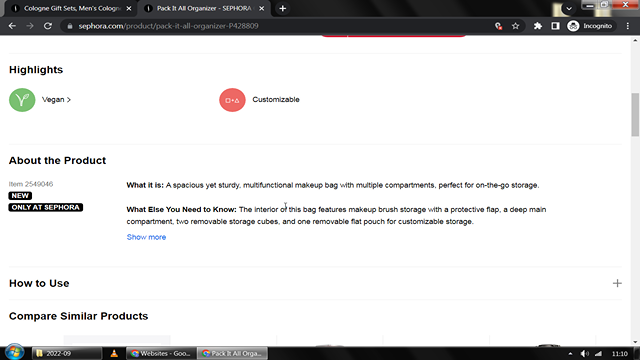 Cologne Gift Sets, Men's Cologne
Pack It All Organizer - SEPHORA
sephora.com/product/pack-it-all-organizer-P428809
Incognito
Highlights
Vegan >
Customizable
About the Product
Item 2549046
NEW
ONLY AT SEPHORA
What it is: A spacious yet sturdy, multifunctional makeup bag with multiple compartments, perfect for on-the-go storage.
What Else You Need to Know: The interior of this bag features makeup brush storage with a protective flap, a deep main
compartment, two removable storage cubes, and one removable flat pouch for customizable storage.
Show more
How to Use
Compare Similar Products
2022-09
Websites - Goo...
Pack It All Orga...
11:10